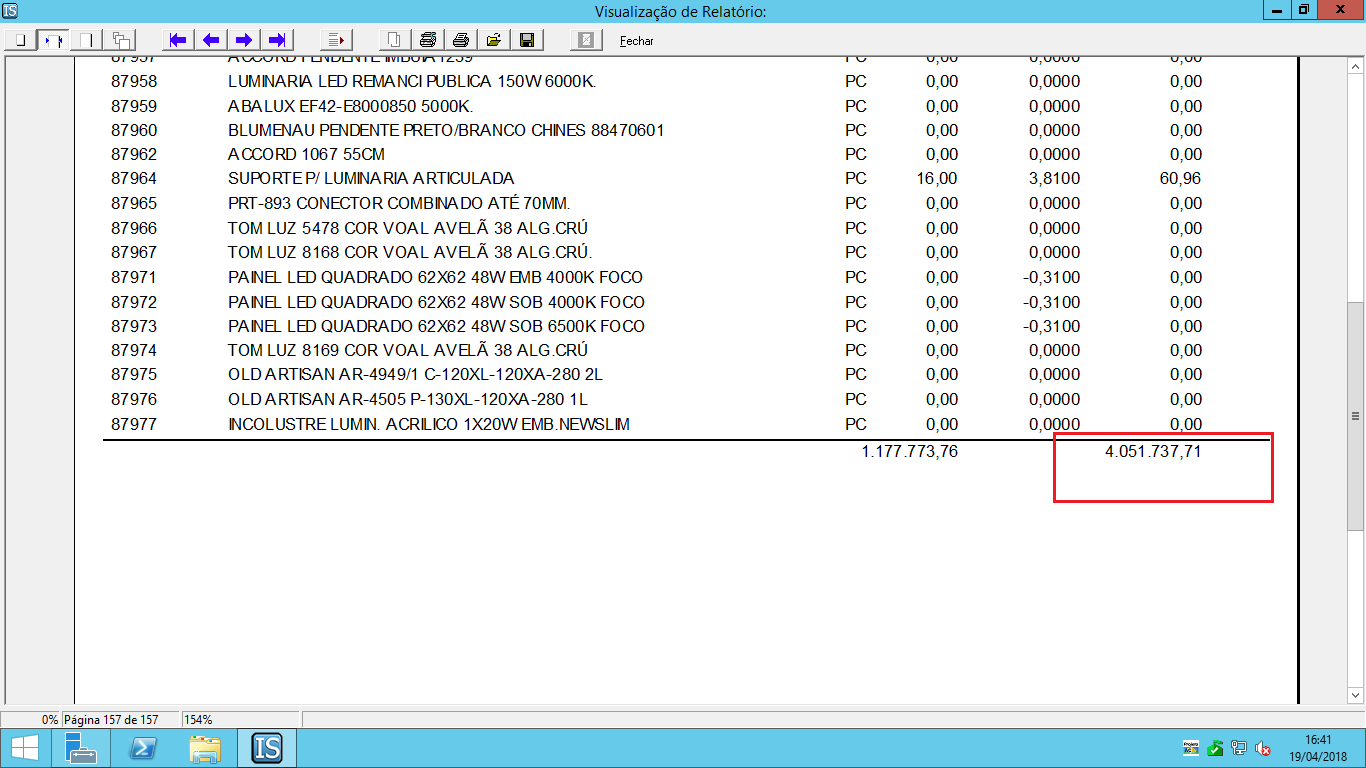 IS Visualização de Relatório:
Fechar
87957 ACCORD PENDENTE IMBUIA 1259 PC 0,00 0,0000 0,00
87958 LUMINARIA LED REMANCI PUBLICA 150W 6000K. PC 0,00 0,0000 0,00
87959 ABALUX EF42-E8000850 5000K. PC 0,00 0,0000 0,00
87960 BLUMENAU PENDENTE PRETO/BRANCO CHINES 88470601 PC 0,00 0,0000 0,00
87962 ACCORD 1067 55CM PC 0,00 0,0000 0,00
87964 SUPORTE P/ LUMINARIA ARTICULADA PC 16,00 3,8100 60,96
87965 PRT-893 CONECTOR COMBINADO ATÉ 70MM. PC 0,00 0,0000 0,00
87966 TOM LUZ 5478 COR VOAL AVELÃ 38 ALG.CRÚ PC 0,00 0,0000 0,00
87967 TOM LUZ 8168 COR VOAL AVELÃ 38 ALG.CRÚ. PC 0,00 0,0000 0,00
87971 PAINEL LED QUADRADO 62X62 48W EMB 4000K FOCO PC 0,00 -0,3100 0,00
87972 PAINEL LED QUADRADO 62X62 48W SOB 4000K FOCO PC 0,00 -0,3100 0,00
87973 PAINEL LED QUADRADO 62X62 48W SOB 6500K FOCO PC 0,00 -0,3100 0,00
87974 TOM LUZ 8169 COR VOAL AVELÃ 38 ALG.CRÚ PC 0,00 0,0000 0,00
87975 OLD ARTISAN AR-4949/1 C-120XL-120XA-280 2L PC 0,00 0,0000 0,00
87976 OLD ARTISAN AR-4505 P-130XL-120XA-280 1L PC 0,00 0,0000 0,00
87977 INCOLUSTRE LUMIN. ACRILICO 1X20W EMB.NEWSLIM PC 0,00 0,0000 0,00
1.177.773,76 4.051.737,71
0% Página 157 de 157 154%
IS
16:41
19/04/2018